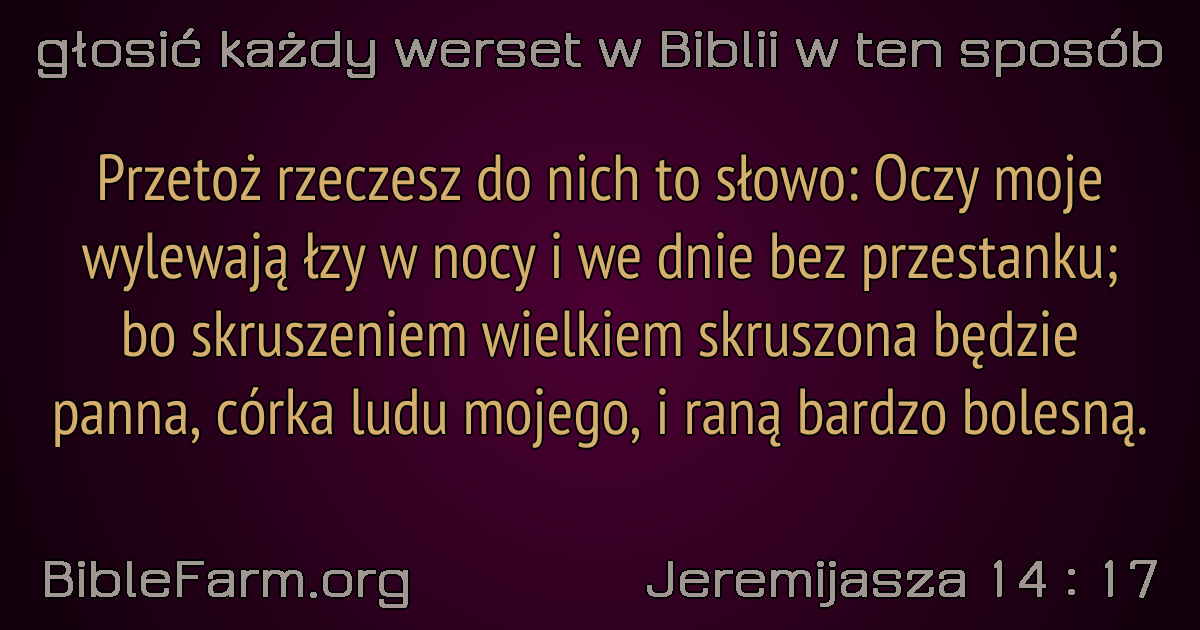 głosić każdy werset w Biblii w ten sposób
Przetoż rzeczesz do nich to słowo: Oczy moje
wylewają łzy w nocy i we dnie bez przestanku;
bo skruszeniem wielkiem skruszona będzie
panna, córka ludu mojego, i raną bardzo bolesną.
BibleFarm.org
Jeremijasza 14 : 17